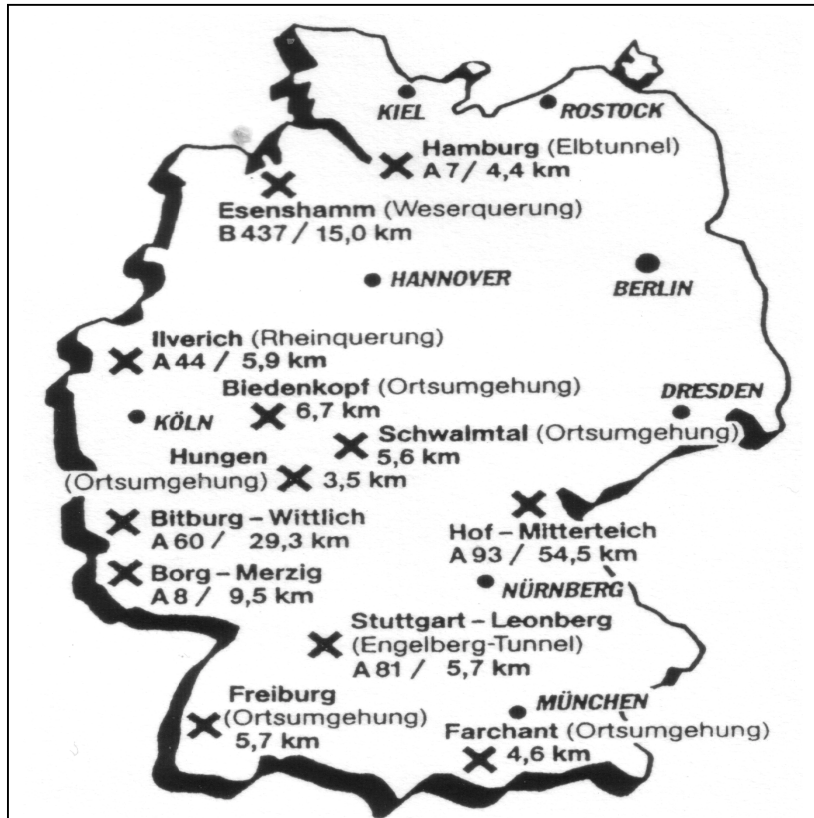 KIEL
ROSTOCK
Hamburg (Elbtunnel)
A 7 / 4,4 km
Esenshamm (Weserquerung)
B 437 / 15,0 km
HANNOVER
BERLIN
Ilverich (Rheinquerung)
A 44 / 5,9 km
Biedenkopf (Ortsumgehung)
6,7 km
DRESDEN
KÖLN
Schwalmtal (Ortsumgehung)
5,6 km
Hungen
(Ortsumgehung) 3,5 km
Bitburg – Wittlich
A 60 / 29,3 km
Hof – Mitterteich
A 93 / 54,5 km
Borg – Merzig
A 8 / 9,5 km
NÜRNBERG
Stuttgart – Leonberg
(Engelberg-Tunnel)
A 81 / 5,7 km
Freiburg
(Ortsumgehung)
5,7 km
MÜNCHEN
Farchant (Ortsumgehung)
4,6 km